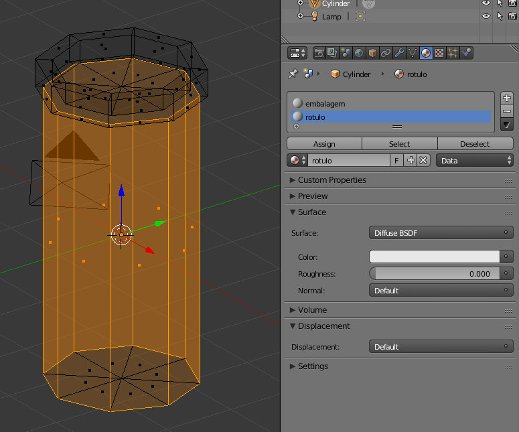 Cylinder
Lamp
Cylinder
rotulo
embalagem
rotulo
Assign Select Deselect
rotulo F Data
Custom Properties
Preview
Surface
Surface: Diffuse BSDF
Color:
Roughness: 0.000
Normal: Default
Volume
Displacement
Displacement: Default
Settings